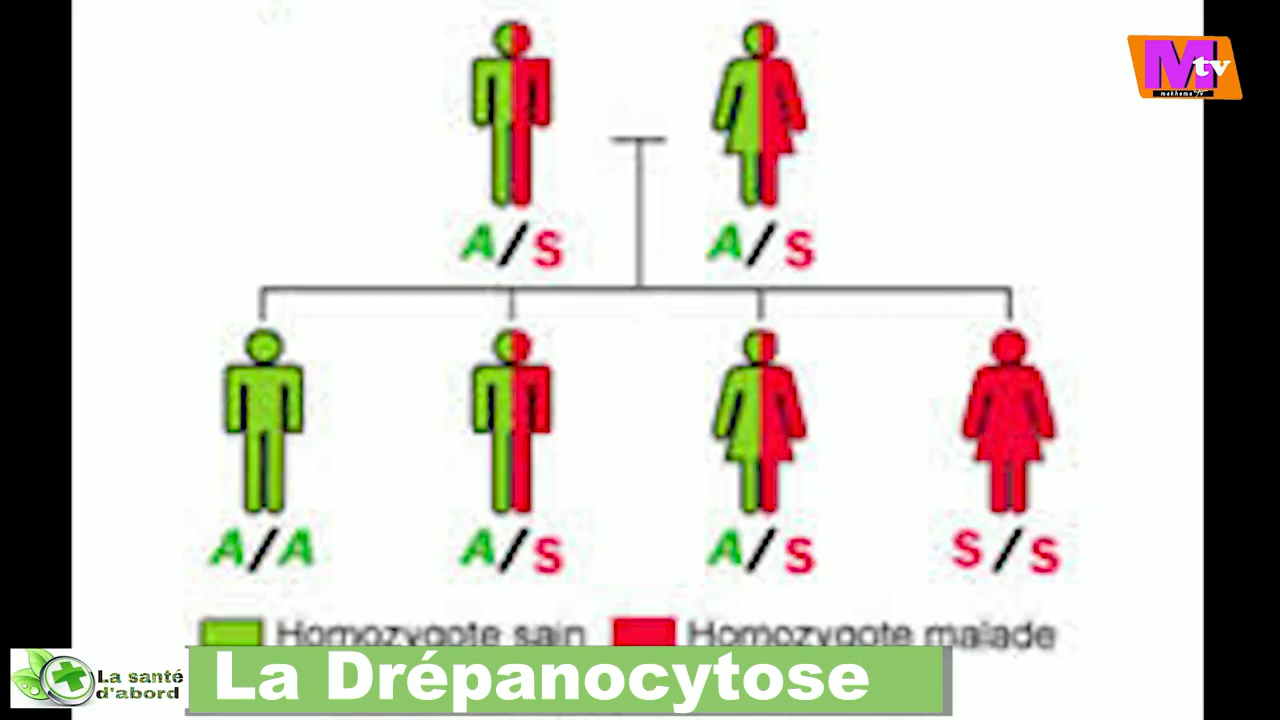 M tv
A/S A/S
A/A A/S A/S S/S
Homozygote sain Homozygote malade
La santé
d'abord
La Drépanocytose